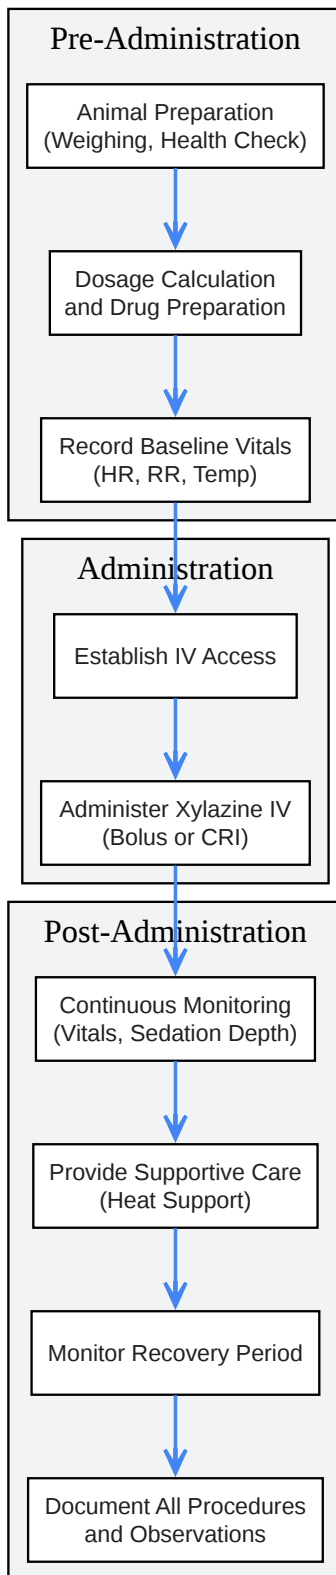 Pre-Administration
Animal Preparation
(Weighing, Health Check)
Dosage Calculation
and Drug Preparation
Record Baseline Vitals
(HR, RR, Temp)
Administration
Establish IV Access
Administer Xylazine IV
(Bolus or CRI)
Post-Administration
Continuous Monitoring
(Vitals, Sedation Depth)
Provide Supportive Care
(Heat Support)
Monitor Recovery Period
Document All Procedures
and Observations